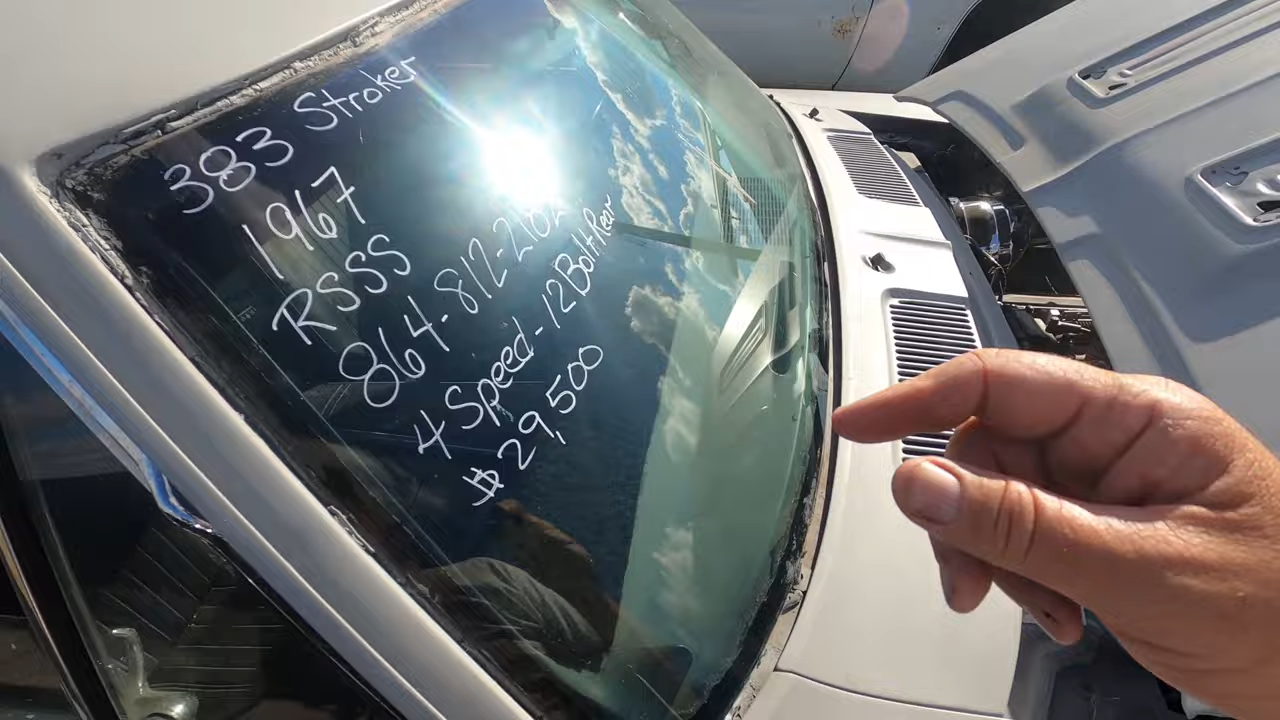 383 Stroker
1967
RSSS
864-812-2102
4 Speed - 12 Bolt Rear
$29,500